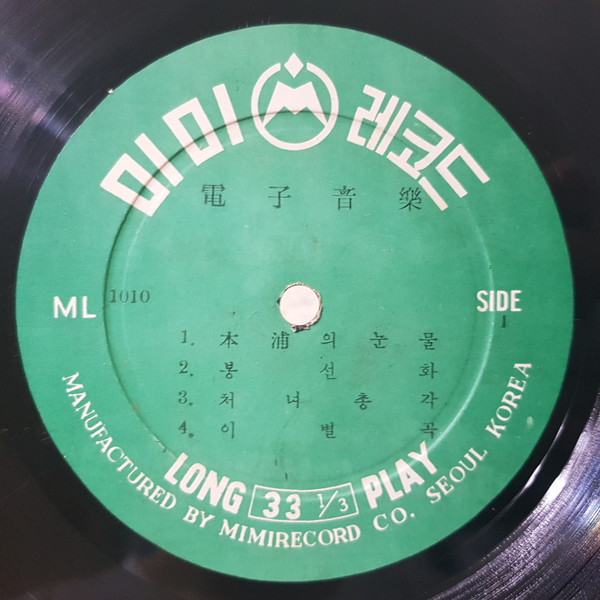 미미 M 레코드
電子音樂
ML 1010
SIDE 1
1. 本浦의눈물
2. 봉선화
3. 처녀총각
4. 이별곡
LONG 33 1/3 PLAY
MANUFACTURED BY MIMIRECORD CO. SEOUL KOREA